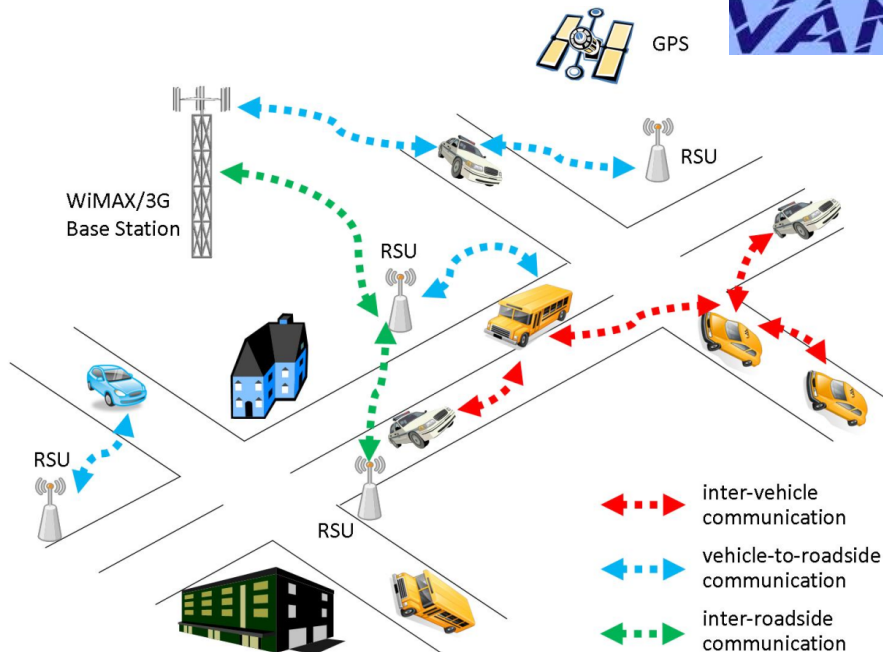 GPS
RSU
WiMAX/3G
Base Station
RSU
RSU
RSU
inter-vehicle
communication
vehicle-to-roadside
communication
inter-roadside
communication